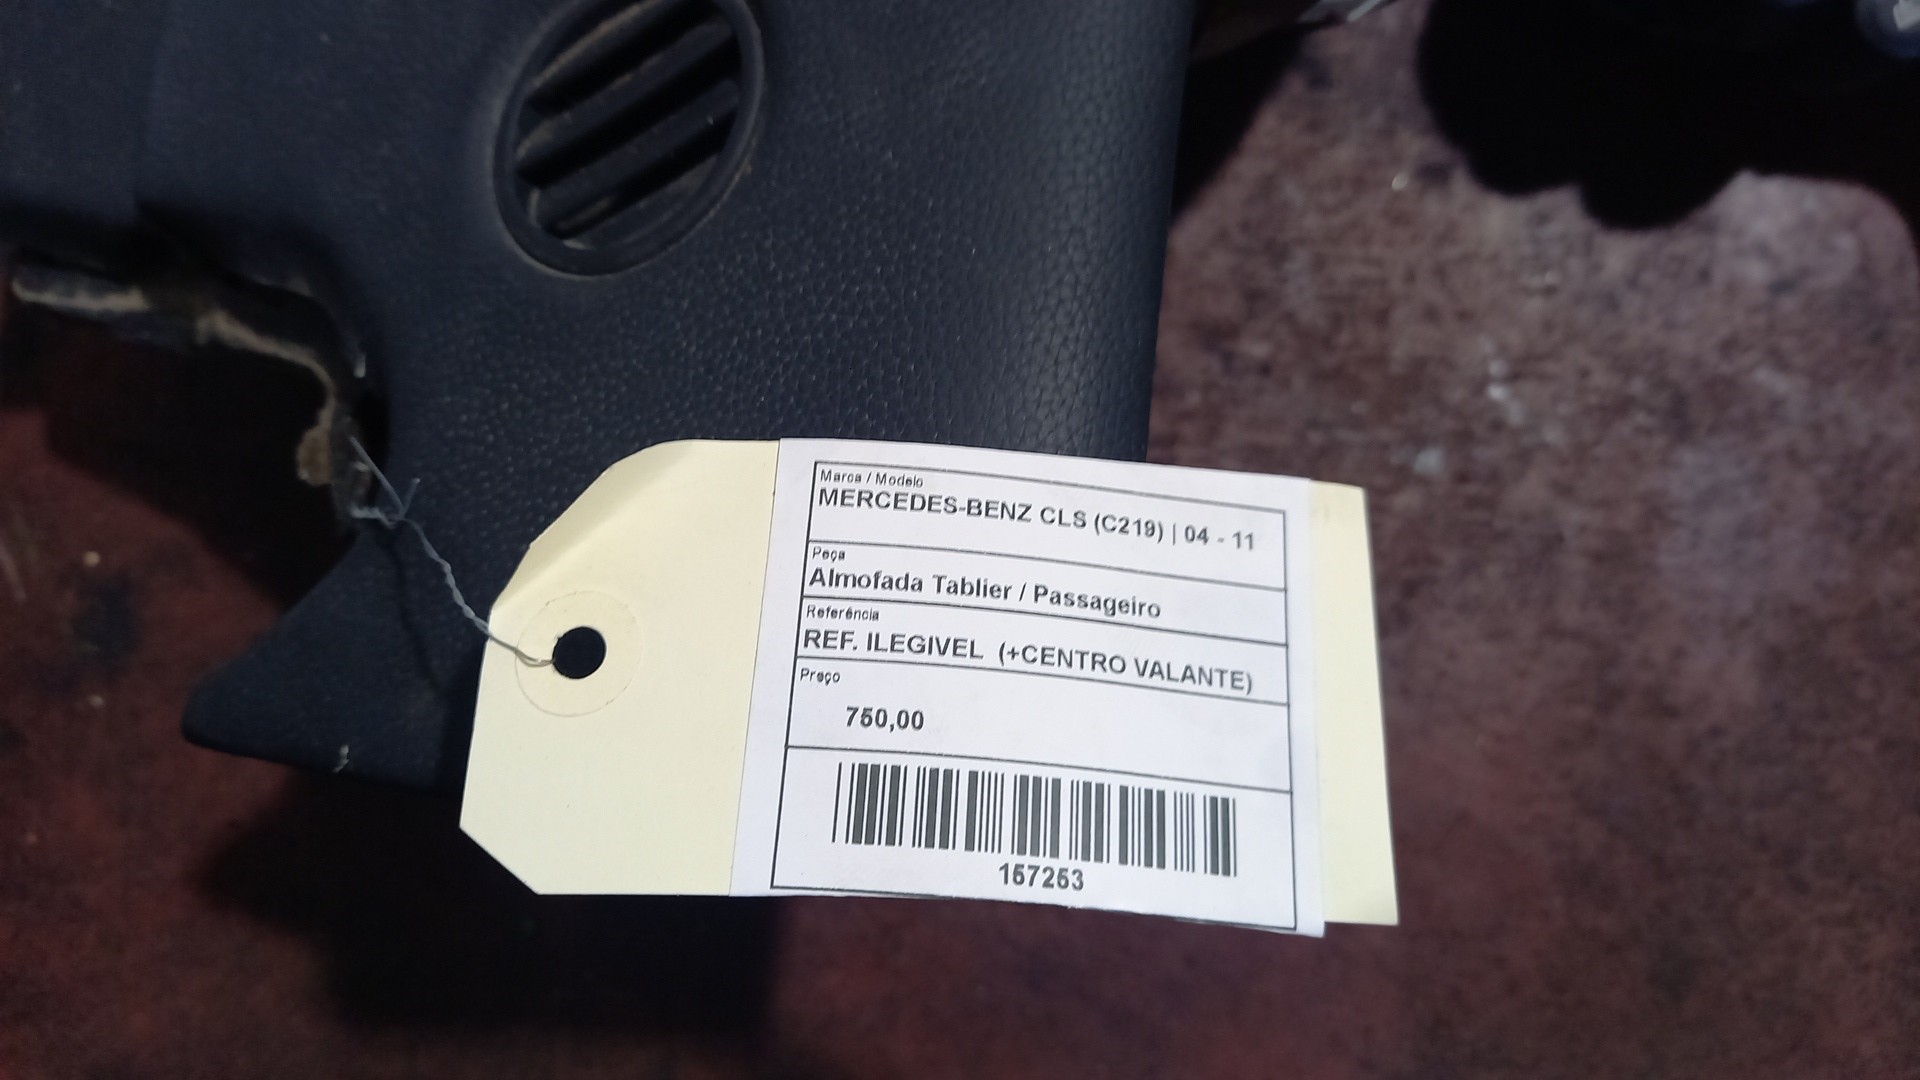 Marca / Modelo
MERCEDES-BENZ CLS (C219) | 04 - 11
Peça
Almofada Tablier / Passageiro
Referência
REF. ILEGIVEL (+CENTRO VALANTE)
Preço
750,00
157253